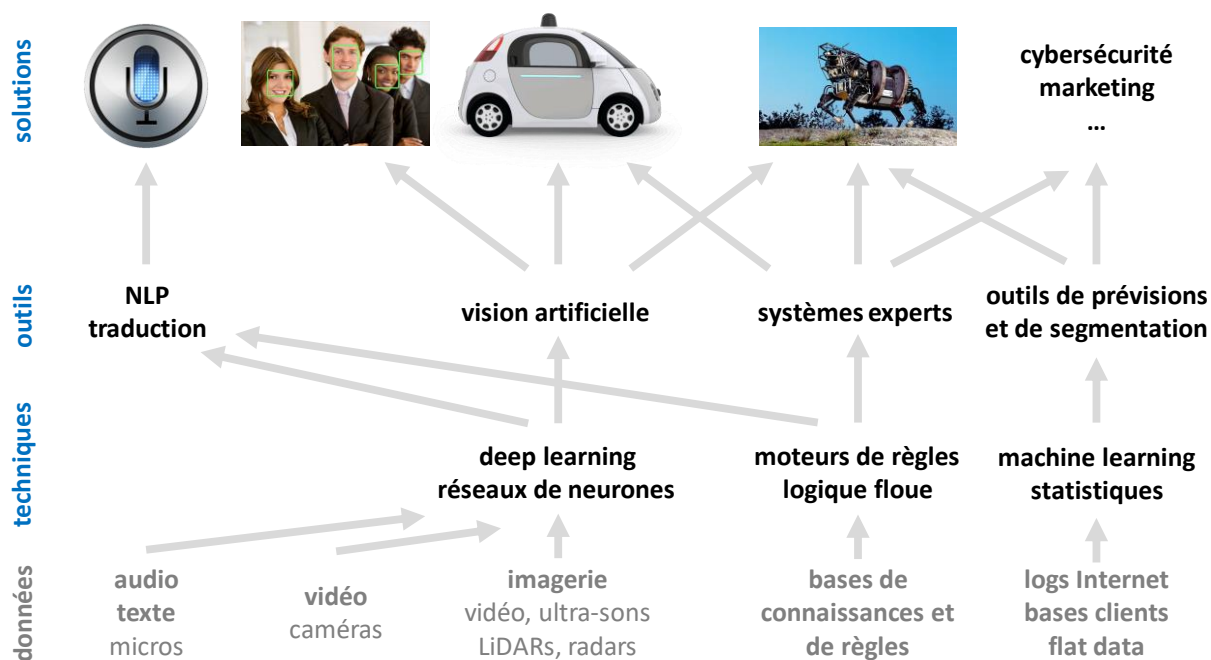 solutions
cybersécurité
marketing
...
outils
NLP
traduction
vision artificielle
systèmes experts
outils de prévisions
et de segmentation
techniques
deep learning
réseaux de neurones
moteurs de règles
logique floue
machine learning
statistiques
données
audio
texte
micros
vidéo
caméras
imagerie
vidéo, ultra-sons
LiDARs, radars
bases de
connaissances et
de règles
logs Internet
bases clients
flat data